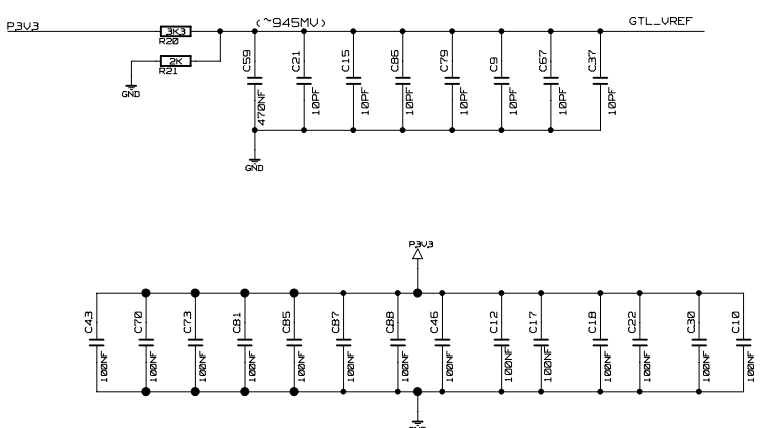 P3V3
3K3
R20
(~945MV)
GTL_VREF
2K
R21
GND
C59
470NF
C21
10PF
C15
10PF
C86
10PF
C79
10PF
C9
10PF
C67
10PF
C37
10PF
GND
P3V3
C43
100NF
C70
100NF
C73
100NF
C81
100NF
C85
100NF
C87
100NF
C88
100NF
C46
100NF
C12
100NF
C17
100NF
C18
100NF
C22
100NF
C30
100NF
C10
100NF
GND